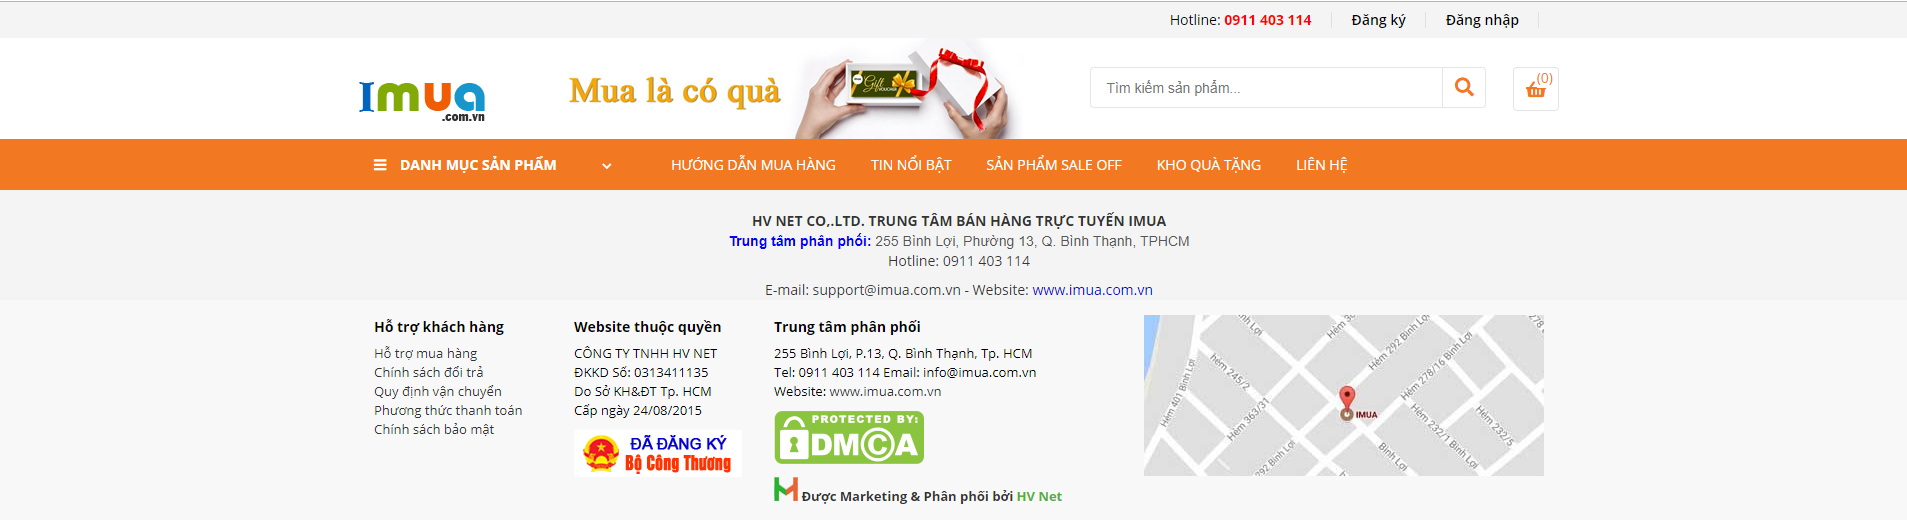 Hotline: 0911 403 114 Đăng ký Đăng nhập
Imua
.com.vn
Mua là có quà
Gift
VOUCHER
Tìm kiếm sản phẩm...
(0)
DANH MỤC SẢN PHẨM HƯỚNG DẪN MUA HÀNG TIN NỔI BẬT SẢN PHẨM SALE OFF KHO QUÀ TẶNG LIÊN HỆ
HV NET CO,.LTD. TRUNG TÂM BÁN HÀNG TRỰC TUYẾN IMUA
Trung tâm phân phối: 255 Bình Lợi, Phường 13, Q. Bình Thạnh, TPHCM
Hotline: 0911 403 114
E-mail: support@imua.com.vn - Website: www.imua.com.vn
Hỗ trợ khách hàng
Hỗ trợ mua hàng
Chính sách đổi trả
Quy định vận chuyển
Phương thức thanh toán
Chính sách bảo mật
Website thuộc quyền
CÔNG TY TNHH HV NET
ĐKKD Số: 0313411135
Do Sở KH&ĐT Tp. HCM
Cấp ngày 24/08/2015
ĐÃ ĐĂNG KÝ
Bộ Công Thương
Trung tâm phân phối
255 Bình Lợi, P.13, Q. Bình Thạnh, Tp. HCM
Tel: 0911 403 114 Email: info@imua.com.vn
Website: www.imua.com.vn
PROTECTED BY:
DMCA
Được Marketing & Phân phối bởi HV Net
Hẻm 401 Bình Lợi
hẻm 245/2
Hẻm 363/31
Hẻm 292 Bình Lợi
Hẻm 278/16 Bình Lợi
IMUA
Hẻm 232/1 Bình Lợi
Hẻm 232/5
292 Bình Lợi
Bình Lợi